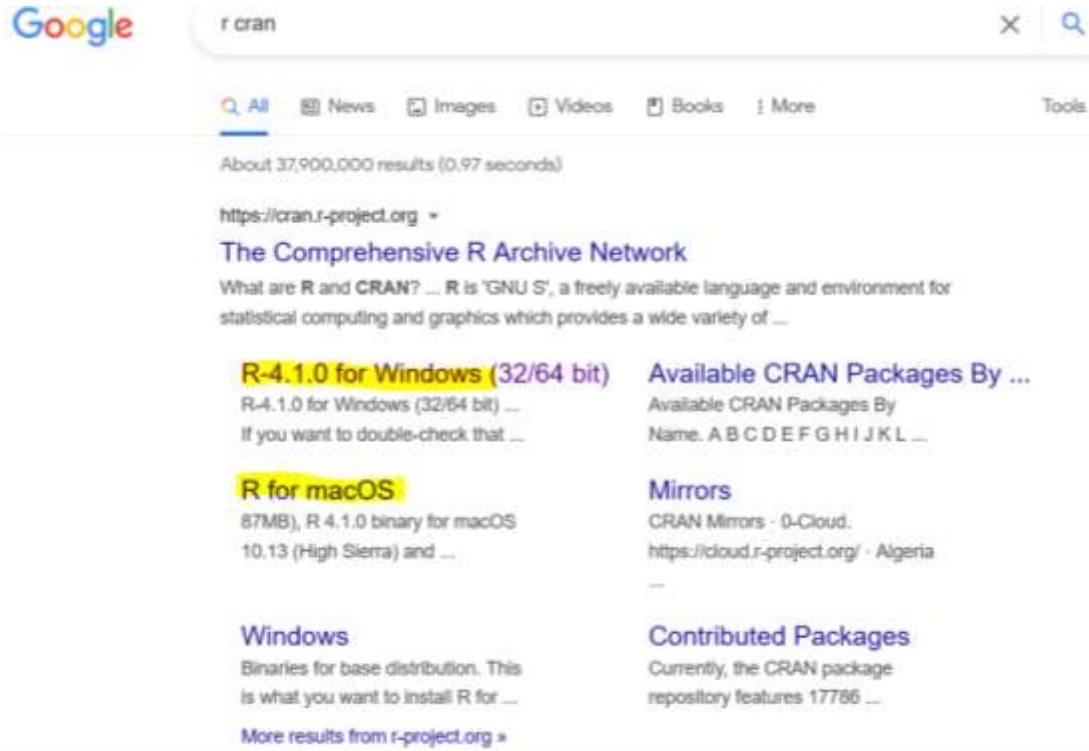 Google
r cran
All News Images Videos Books More Tools
About 37,900,000 results (0.97 seconds)
https://cran.r-project.org
The Comprehensive R Archive Network
What are R and CRAN? ... R is 'GNU S', a freely available language and environment for
statistical computing and graphics which provides a wide variety of ...
R-4.1.0 for Windows (32/64 bit)
R-4.1.0 for Windows (32/64 bit) ...
If you want to double-check that ...
Available CRAN Packages By ...
Available CRAN Packages By
Name. A B C D E F G H I J K L ...
R for macOS
87MB), R 4.1.0 binary for macOS
10.13 (High Sierra) and ...
Mirrors
CRAN Mirrors · 0-Cloud.
https://cloud.r-project.org/ · Algeria
...
Windows
Binaries for base distribution. This
is what you want to install R for ...
Contributed Packages
Currently, the CRAN package
repository features 17786 ...
More results from r-project.org »